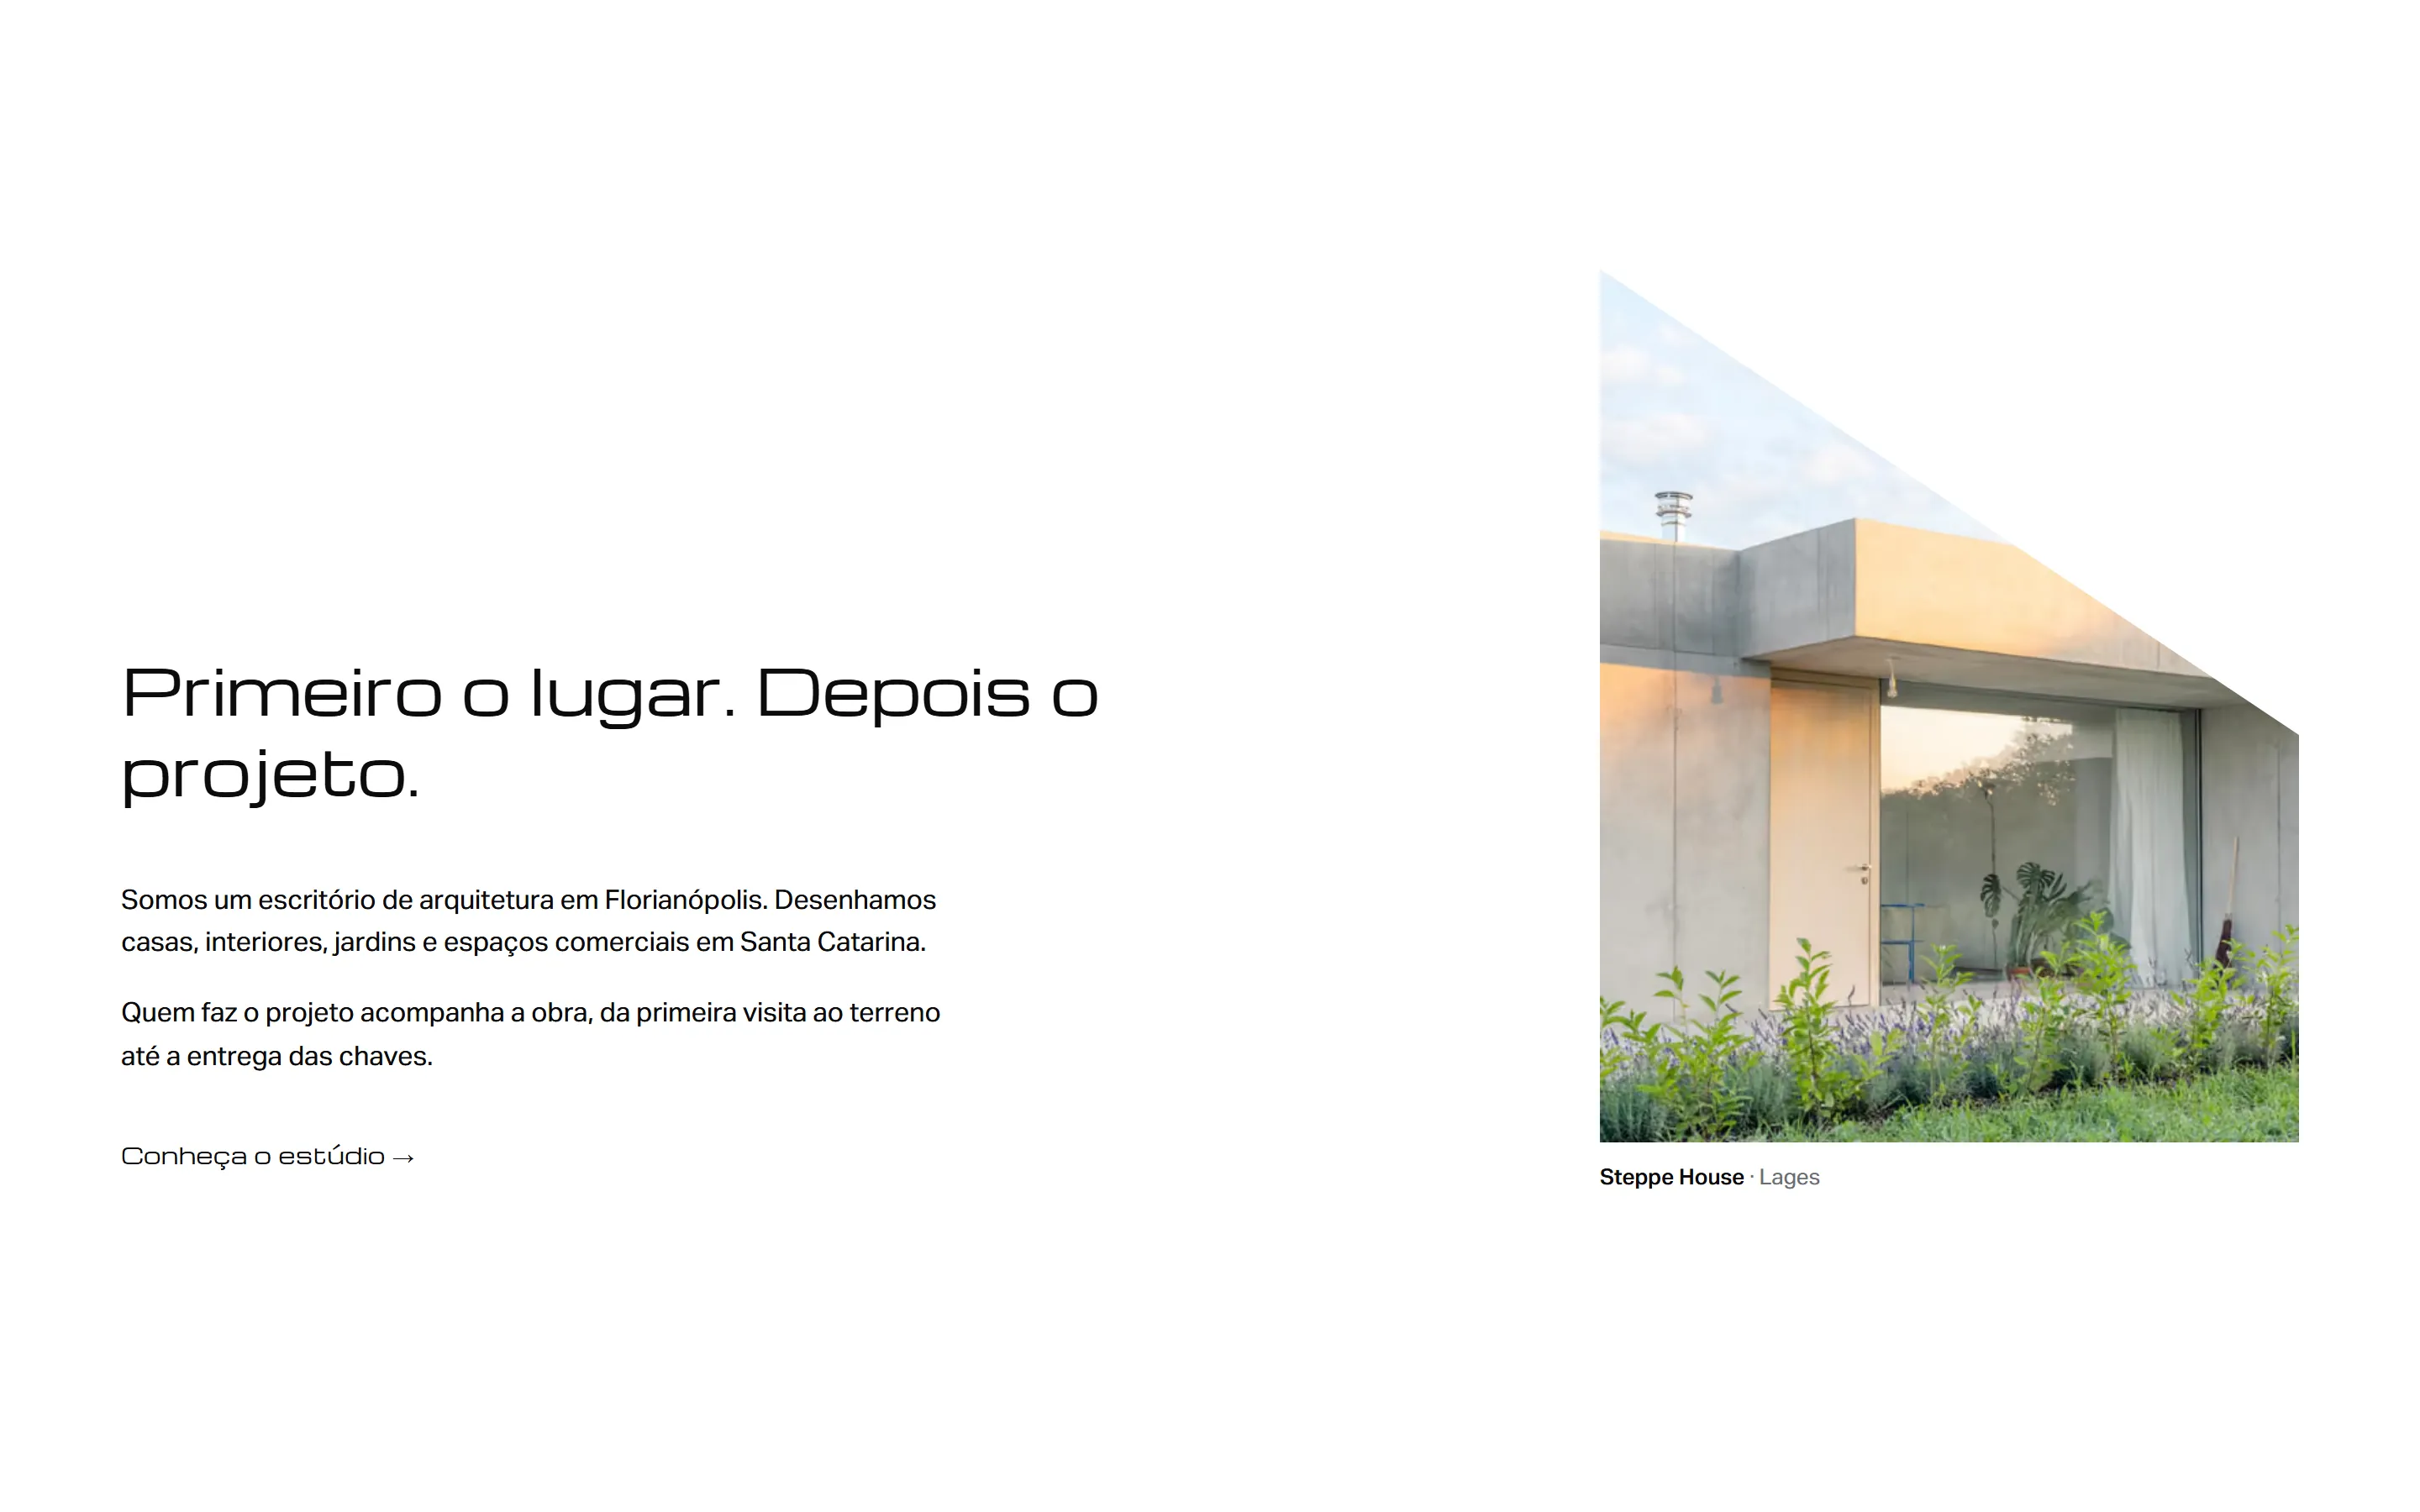 Primeiro o lugar. Depois o
projeto.
Somos um escritório de arquitetura em Florianópolis. Desenhamos
casas, interiores, jardins e espaços comerciais em Santa Catarina.
Quem faz o projeto acompanha a obra, da primeira visita ao terreno
até a entrega das chaves.
Conheça o estúdio →
Steppe House · Lages